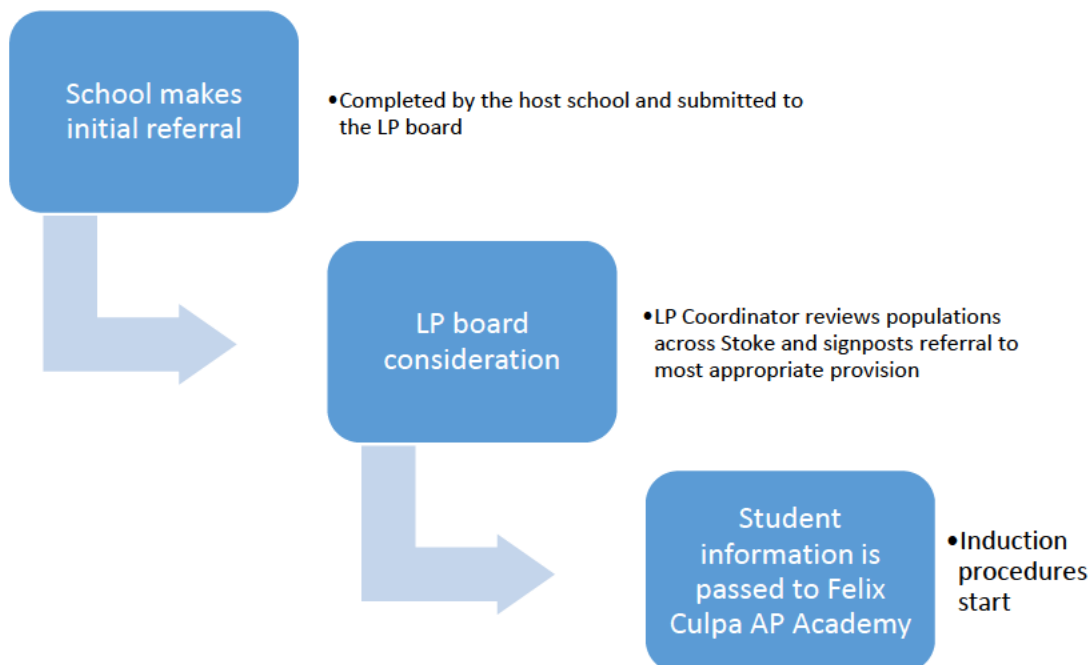 School makes
initial referral
•Completed by the host school and submitted to
the LP board
LP board
consideration
•LP Coordinator reviews populations
across Stoke and signposts referral to
most appropriate provision
Student
information is
passed to Felix
Culpa AP Academy
•Induction
procedures
start